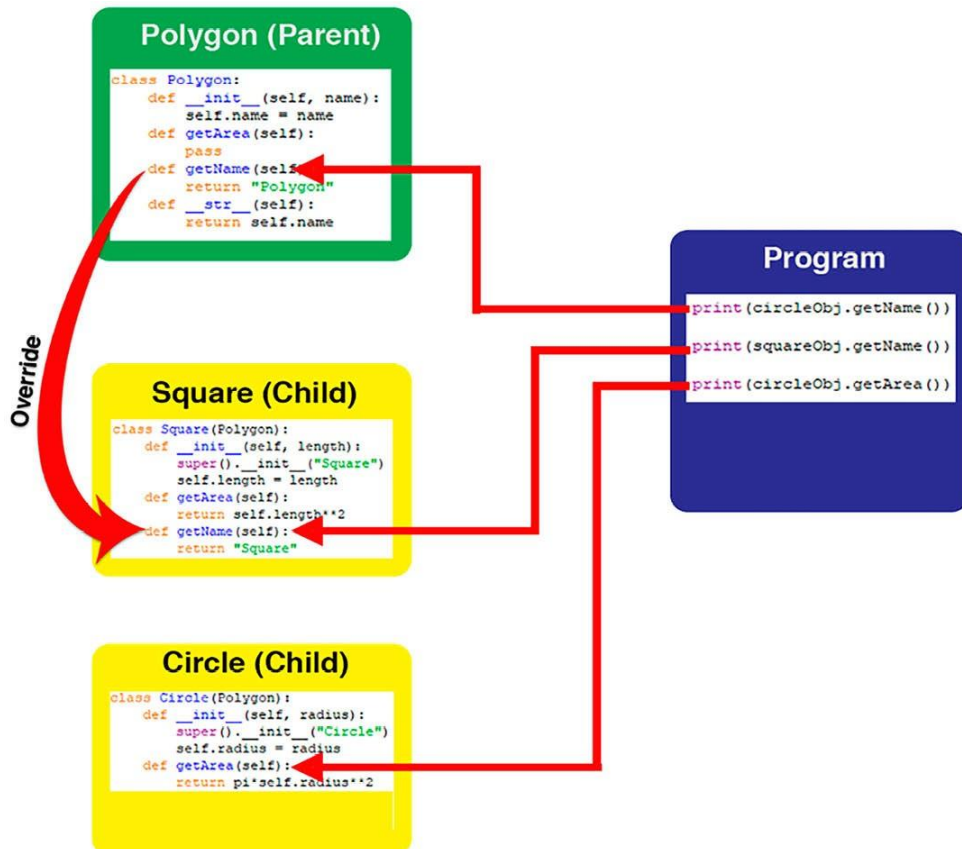 Polygon (Parent)
class Polygon:
    def __init__(self, name):
        self.name = name
    def getArea(self):
        pass
    def getName(self
        return "Polygon"
    def __str__(self):
        return self.name
Override
Square (Child)
class Square(Polygon):
    def __init__(self, length):
        super().__init__("Square")
        self.length = length
    def getArea(self):
        return self.length**2
    def getName(self):
        return "Square"
Circle (Child)
class Circle(Polygon):
    def __init__(self, radius):
        super().__init__("Circle")
        self.radius = radius
    def getArea(self):
        return pi*self.radius**2
Program
print(circleObj.getName())
print(squareObj.getName())
print(circleObj.getArea())